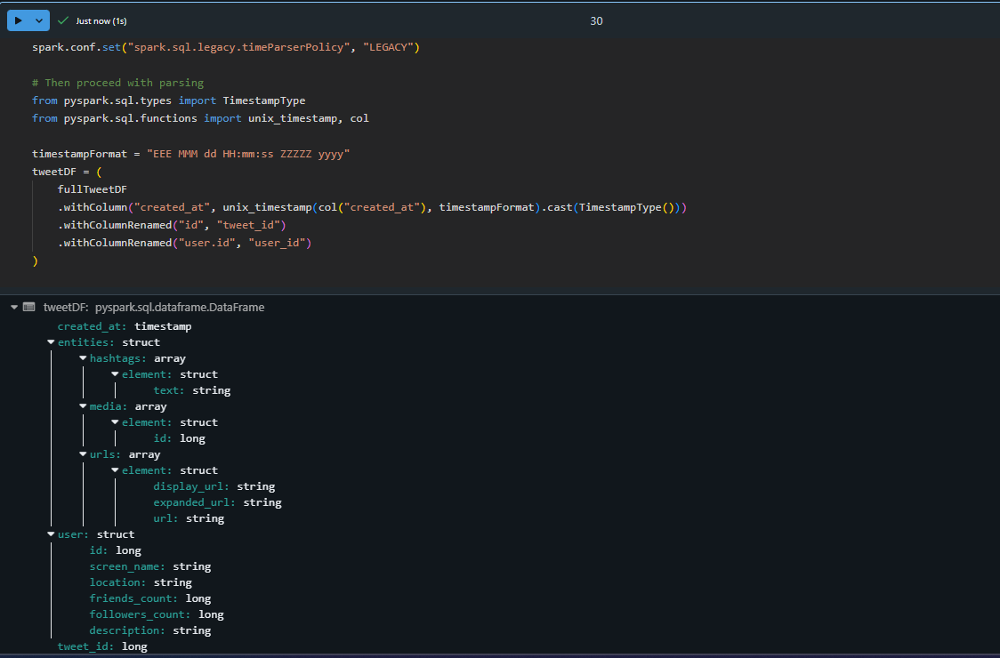 Just now (1s)
30
spark.conf.set("spark.sql.legacy.timeParserPolicy", "LEGACY")
# Then proceed with parsing
from pyspark.sql.types import TimestampType
from pyspark.sql.functions import unix_timestamp, col
timestampFormat = "EEE MMM dd HH:mm:ss ZZZZZ yyyy"
tweetDF = (
    fullTweetDF
    .withColumn("created_at", unix_timestamp(col("created_at"), timestampFormat).cast(TimestampType()))
    .withColumnRenamed("id", "tweet_id")
    .withColumnRenamed("user.id", "user_id")
)
tweetDF: pyspark.sql.dataframe.DataFrame
created_at: timestamp
entities: struct
hashtags: array
element: struct
text: string
media: array
element: struct
id: long
urls: array
element: struct
display_url: string
expanded_url: string
url: string
user: struct
id: long
screen_name: string
location: string
friends_count: long
followers_count: long
description: string
tweet_id: long